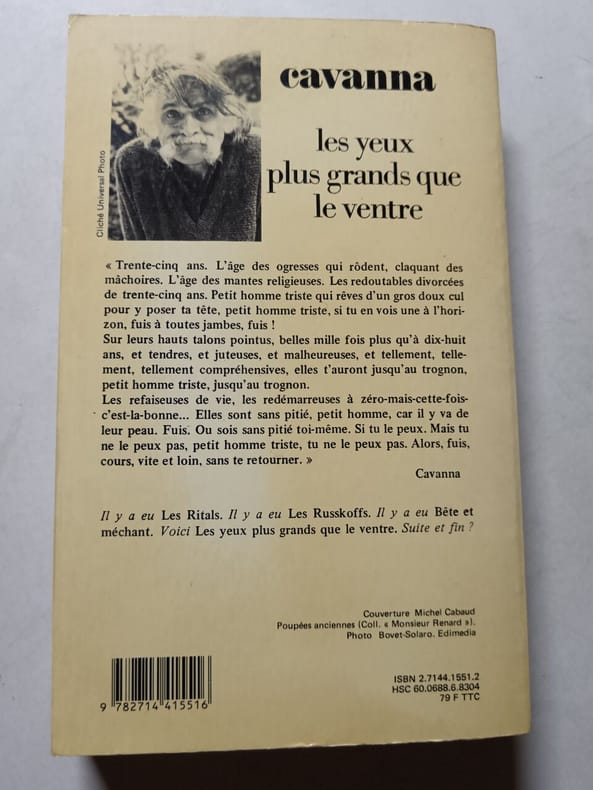 Cliché Universal Photo
cavanna
les yeux
plus grands que
le ventre
« Trente-cinq ans. L'âge des ogresses qui rôdent, claquant des
mâchoires. L'âge des mantes religieuses. Les redoutables divorcées
de trente-cinq ans. Petit homme triste qui rêves d'un gros doux cul
pour y poser ta tête, petit homme triste, si tu en vois une à l'hori-
zon, fuis à toutes jambes, fuis !
Sur leurs hauts talons pointus, belles mille fois plus qu'à dix-huit
ans, et tendres, et juteuses, et malheureuses, et tellement, telle-
ment, tellement compréhensives, elles t'auront jusqu'au trognon,
petit homme triste, jusqu'au trognon.
Les refaiseuses de vie, les redémarreuses à zéro-mais-cette-fois-
c'est-la-bonne... Elles sont sans pitié, petit homme, car il y va de
leur peau. Fuis. Ou sois sans pitié toi-même. Si tu le peux. Mais tu
ne le peux pas, petit homme triste, tu ne le peux pas. Alors, fuis,
cours, vite et loin, sans te retourner. »
Cavanna
Il y a eu Les Ritals. Il y a eu Les Russkoffs. Il y a eu Bête et
méchant. Voici Les yeux plus grands que le ventre. Suite et fin ?
Couverture Michel Cabaud
Poupées anciennes (Coll. « Monsieur Renard »).
Photo Bovet-Solaro. Edimedia
ISBN 2.7144.1551.2
HSC 60.0688.6.8304
79 F TTC
9 782714 415516